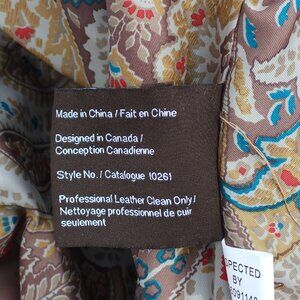 Made in China / Fait en Chine
Designed in Canada /
Conception Canadienne
Style No. / Catalogue 10261
Professional Leather Clean Only /
Nettoyage professionnel de cuir
seulement
SPECTED
BY